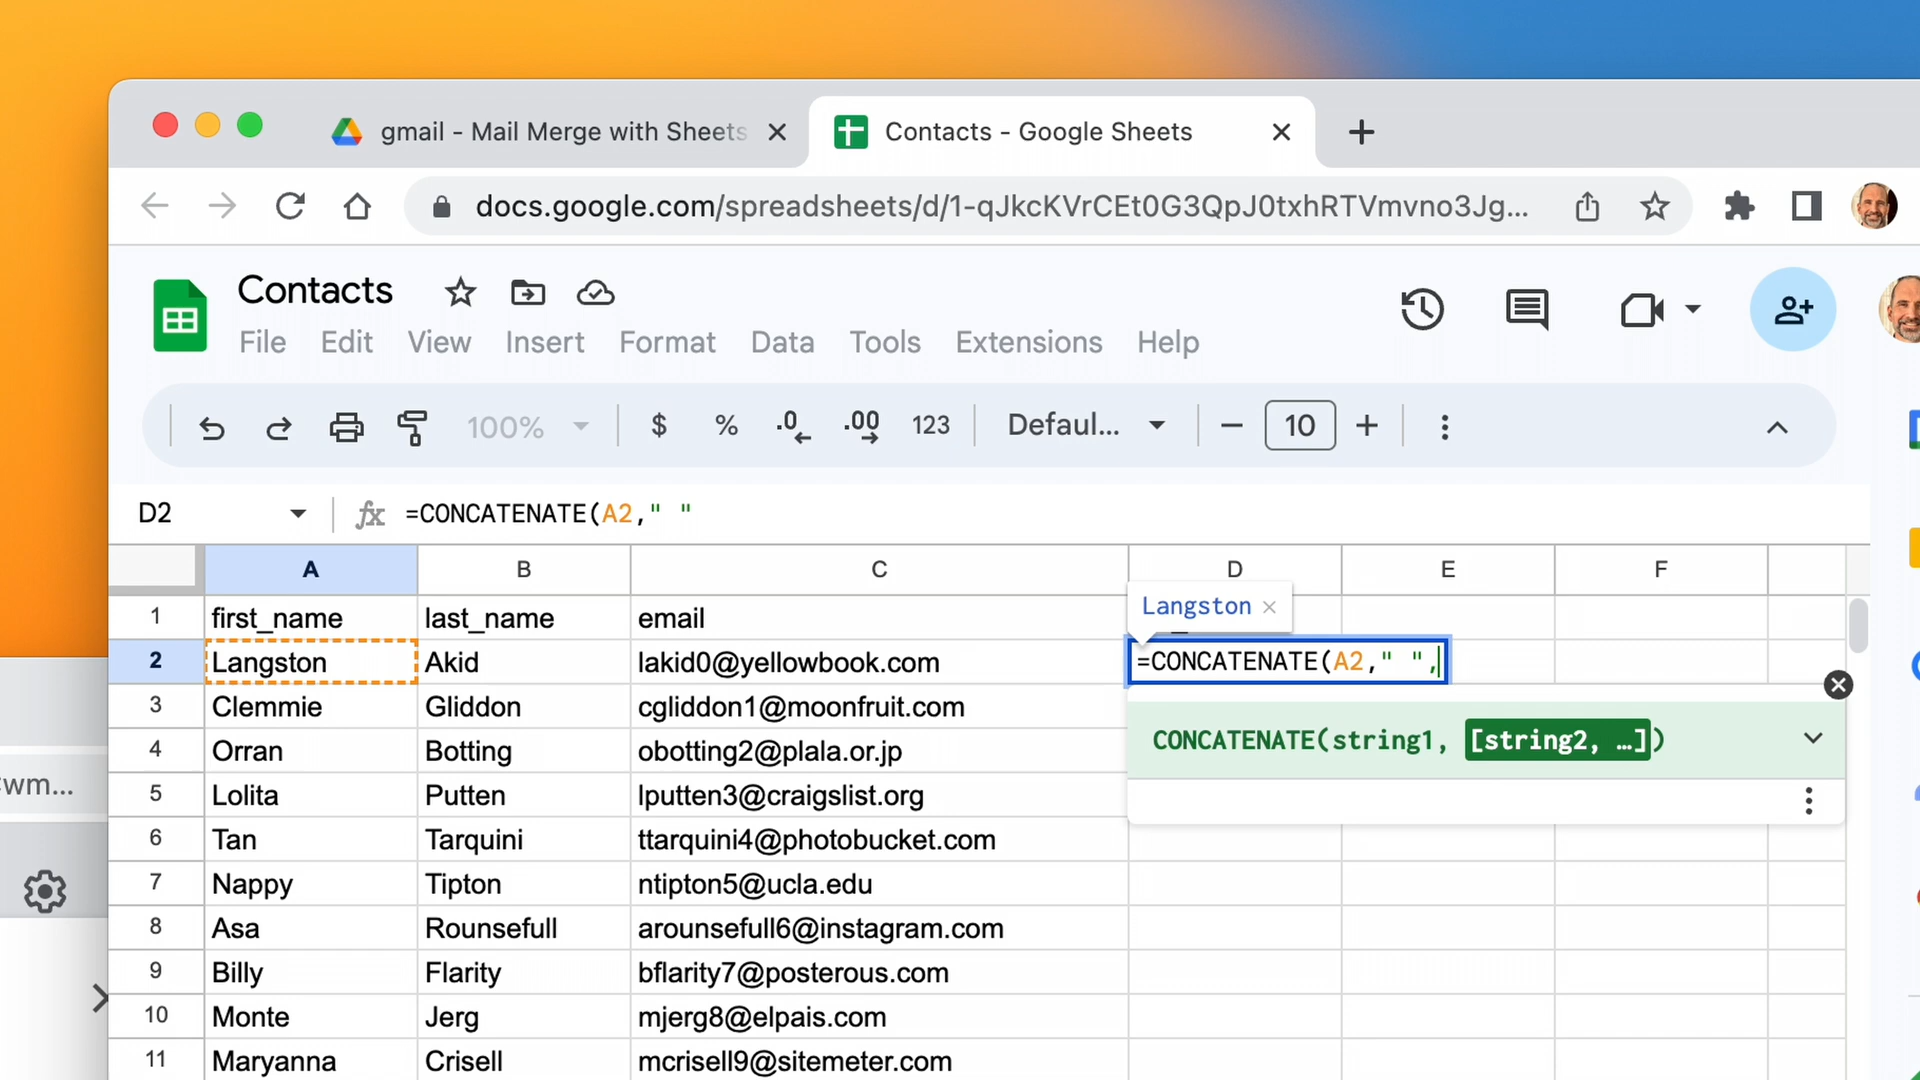 gmail - Mail Merge with Sheets
Contacts - Google Sheets
docs.google.com/spreadsheets/d/1-qJkcKVrCEt0G3QpJ0txhRTVmvno3Jg...
Contacts
File Edit View Insert Format Data Tools Extensions Help
100% $ % .0 .00 123 Defaul... − 10 +
D2 fx =CONCATENATE(A2," "
A B C D E F
Langston ×
1 first_name last_name email
2 Langston Akid lakid0@yellowbook.com =CONCATENATE(A2," ",
3 Clemmie Gliddon cgliddon1@moonfruit.com
CONCATENATE(string1, [string2, …])
4 Orran Botting obotting2@plala.or.jp
wm...
5 Lolita Putten lputten3@craigslist.org
6 Tan Tarquini ttarquini4@photobucket.com
7 Nappy Tipton ntipton5@ucla.edu
8 Asa Rounsefull arounsefull6@instagram.com
9 Billy Flarity bflarity7@posterous.com
10 Monte Jerg mjerg8@elpais.com
11 Maryanna Crisell mcrisell9@sitemeter.com